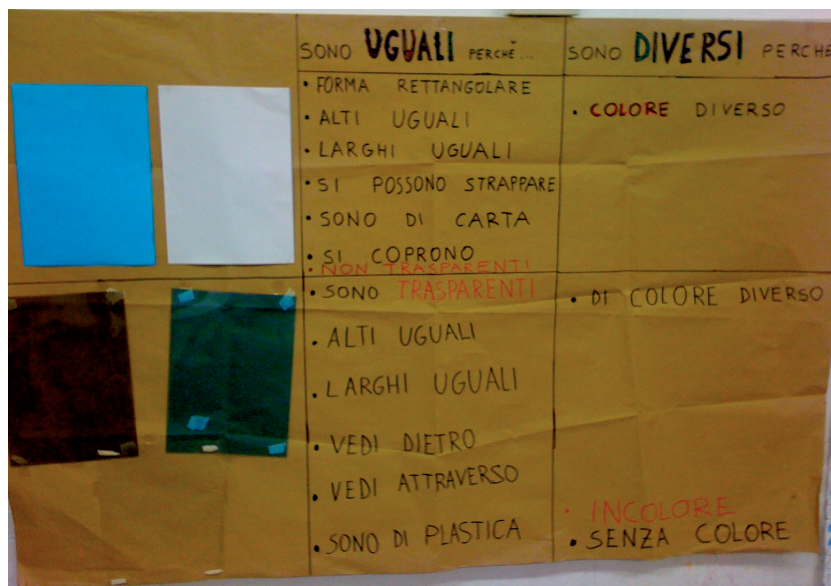 SONO UGUALI PERCHÈ...
• FORMA RETTANGOLARE
• ALTI UGUALI
• LARGHI UGUALI
• SI POSSONO STRAPPARE
• SONO DI CARTA
• SI COPRONO
• NON TRASPARENTI
• SONO TRASPARENTI
• ALTI UGUALI
• LARGHI UGUALI
• VEDI DIETRO
• VEDI ATTRAVERSO
• SONO DI PLASTICA
SONO DIVERSI PERCHE
• COLORE DIVERSO
• DI COLORE DIVERSO
• INCOLORE
• SENZA COLORE